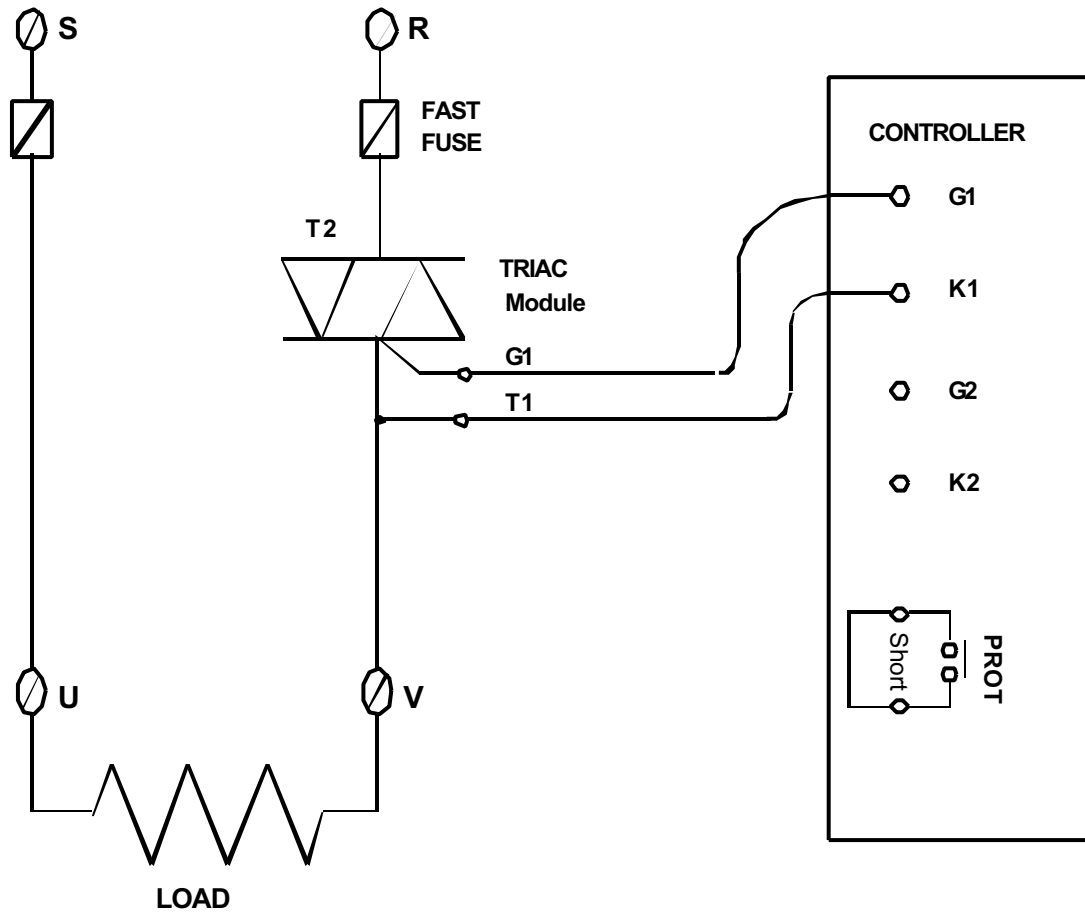 S
R
FAST
FUSE
CONTROLLER
G1
T2
TRIAC
Module
K1
G1
T1
G2
K2
Short
PROT
U
V
LOAD